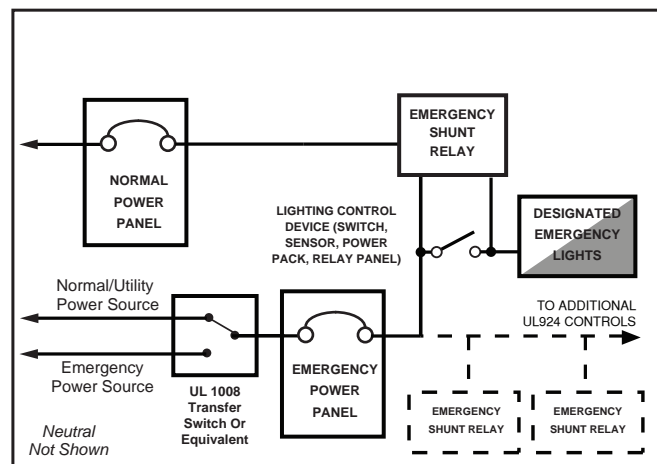 EMERGENCY
SHUNT
RELAY
NORMAL
POWER
PANEL
LIGHTING CONTROL
DEVICE (SWITCH,
SENSOR, POWER
PACK, RELAY PANEL)
DESIGNATED
EMERGENCY
LIGHTS
Normal/Utility
Power Source
Emergency
Power Source
UL 1008
Transfer
Switch Or
Equivalent
EMERGENCY
POWER
PANEL
TO ADDITIONAL
UL924 CONTROLS
EMERGENCY
SHUNT RELAY
EMERGENCY
SHUNT RELAY
Neutral
Not Shown